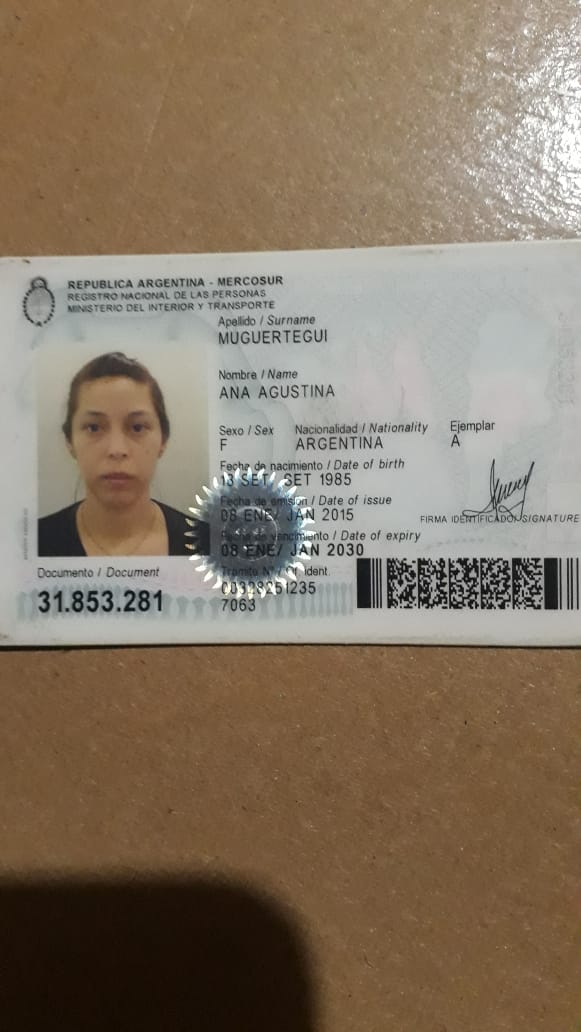 REPUBLICA ARGENTINA - MERCOSUR
REGISTRO NACIONAL DE LAS PERSONAS
MINISTERIO DEL INTERIOR Y TRANSPORTE
Apellido / Surname
MUGUERTEGUI
Nombre / Name
ANA AGUSTINA
Sexo / Sex Nacionalidad / Nationality Ejemplar
F ARGENTINA A
Fecha de nacimiento / Date of birth
13 SET/ SET 1985
Fecha de emisión / Date of issue
08 ENE/ JAN 2015
FIRMA IDENTIFICADO/ SIGNATURE
Fecha de vencimiento / Date of expiry
08 ENE/ JAN 2030
Documento / Document
31.853.281
Trámite N° / Of. ident.
00328251235
7063